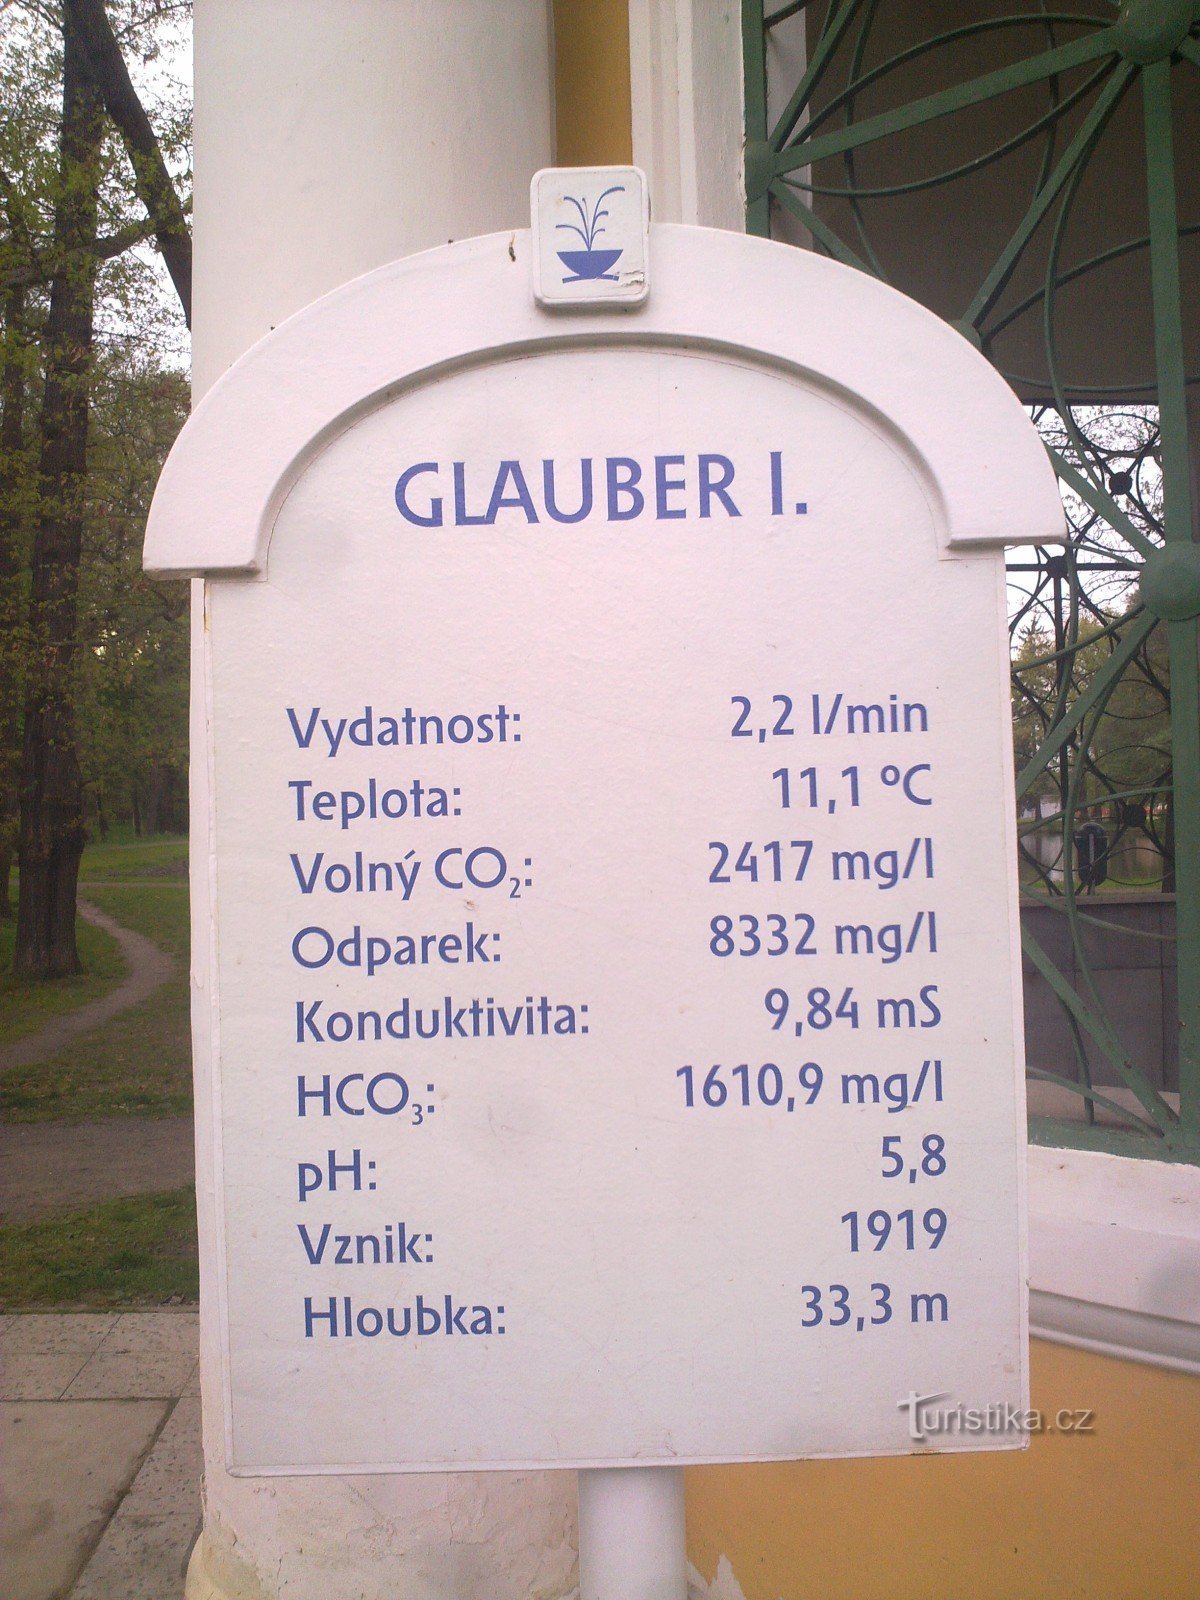 GLAUBER I.
Vydatnost: 2,2 l/min
Teplota: 11,1 ºC
Volný CO₂: 2417 mg/l
Odparek: 8332 mg/l
Konduktivita: 9,84 mS
HCO₃: 1610,9 mg/l
pH: 5,8
Vznik: 1919
Hloubka: 33,3 m
Turistika.cz